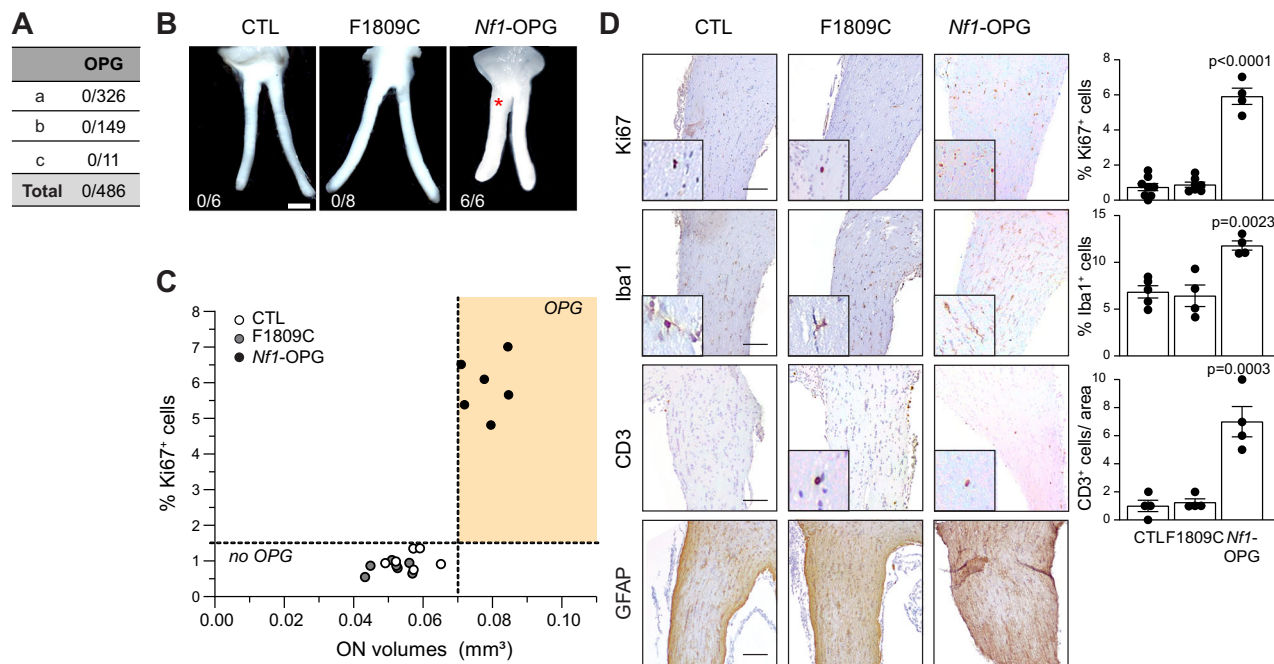 A
OPG
a 0/326
b 0/149
c 0/11
Total 0/486
B
CTL F1809C Nf1-OPG
*
0/6 0/8 6/6
C
OPG
CTL
F1809C
Nf1-OPG
no OPG
8
7
6
5
4
3
2
1
0
% Ki67⁺ cells
0.00 0.02 0.04 0.06 0.08 0.10
ON volumes (mm³)
D
CTL F1809C Nf1-OPG
Ki67
Iba1
CD3
GFAP
p<0.0001
8
6
4
2
0
% Ki67⁺ cells
p=0.0023
15
10
5
0
% Iba1⁺ cells
p=0.0003
10
8
6
4
2
0
CD3⁺ cells/ area
CTL F1809C Nf1-
OPG